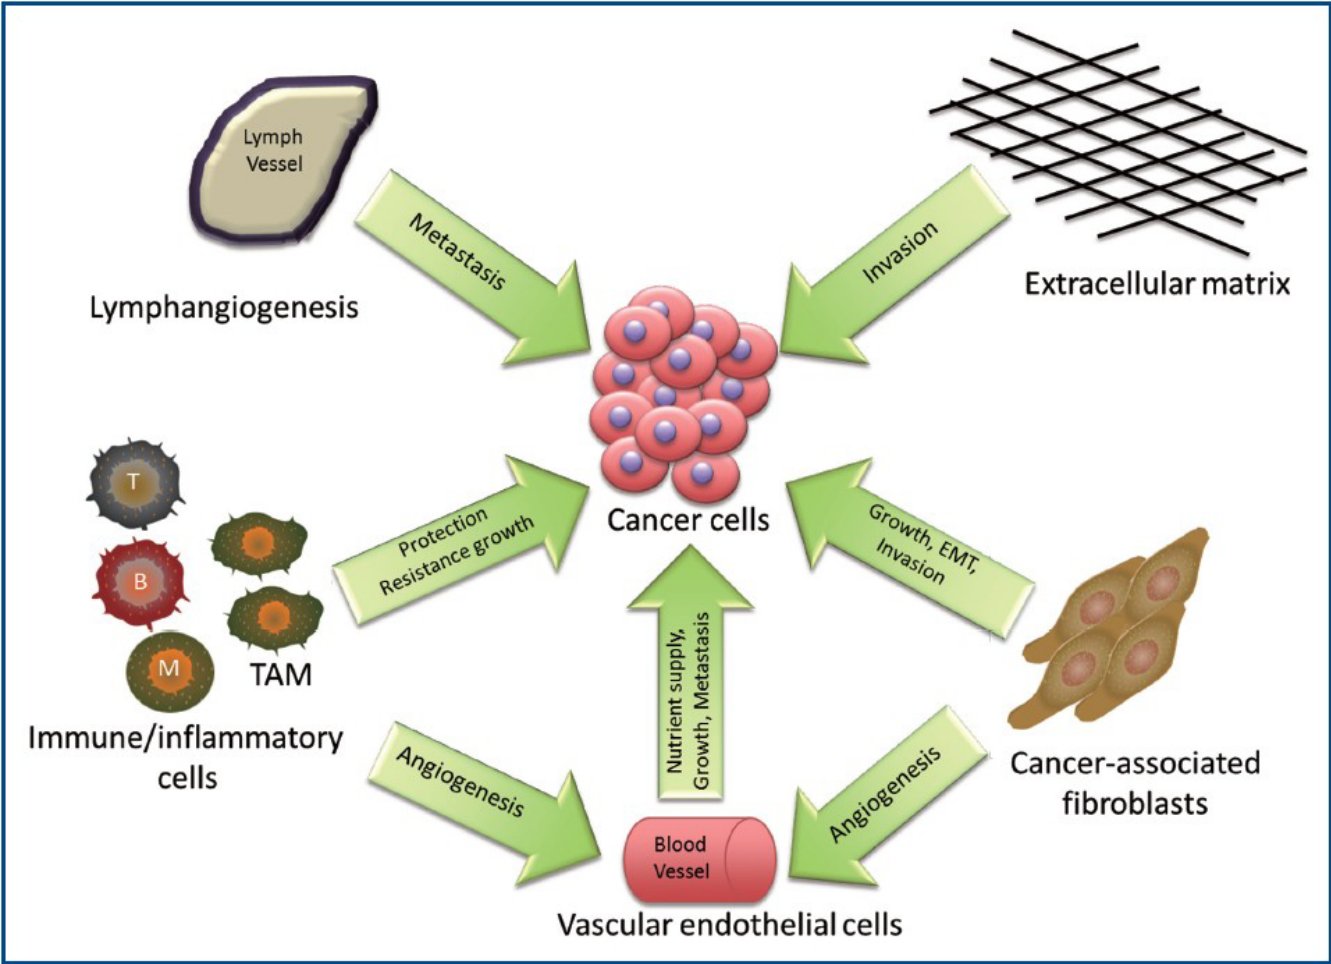 Lymph
Vessel
Metastasis
Invasion
Extracellular matrix
Lymphangiogenesis
T
B
M
TAM
Immune/inflammatory
cells
Protection
Resistance growth
Cancer cells
Growth, EMT,
Invasion
Nutrient supply,
Growth, Metastasis
Cancer-associated
fibroblasts
Angiogenesis
Angiogenesis
Blood
Vessel
Vascular endothelial cells